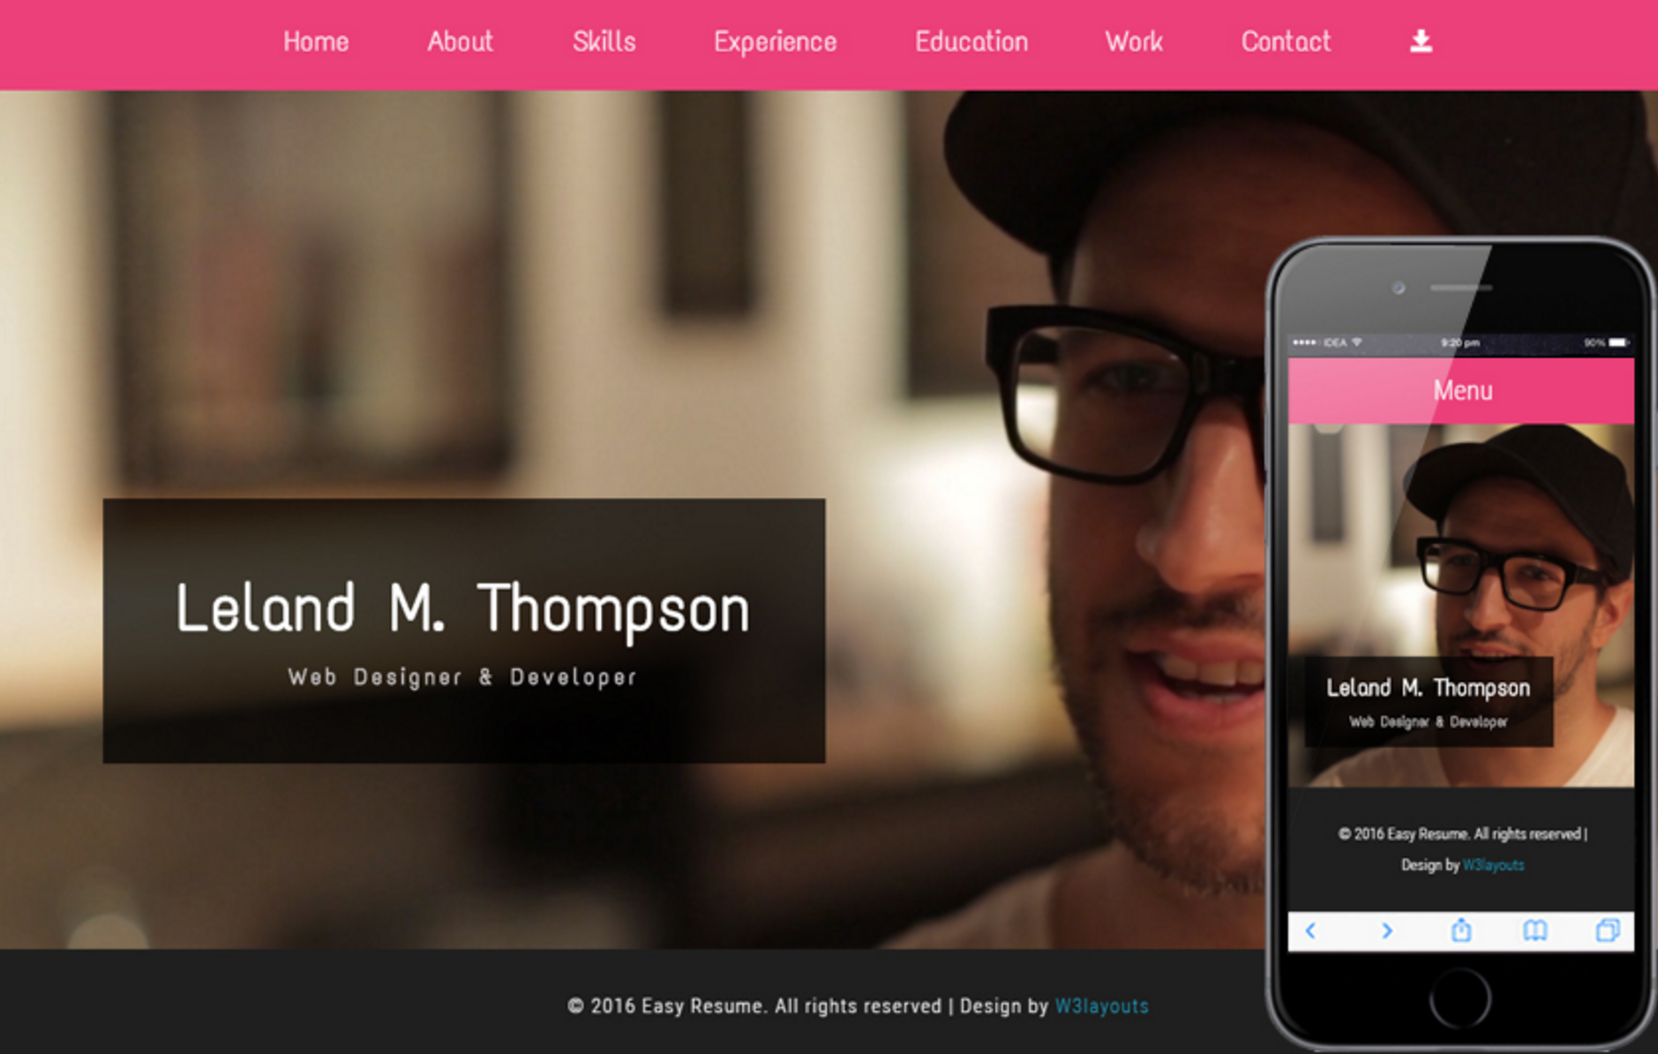 Home About Skills Experience Education Work Contact
Leland M. Thompson
Web Designer & Developer
© 2016 Easy Resume. All rights reserved | Design by W3layouts
IDEA 9:20 pm 90%
Menu
Leland M. Thompson
Web Designer & Developer
© 2016 Easy Resume. All rights reserved |
Design by W3layouts